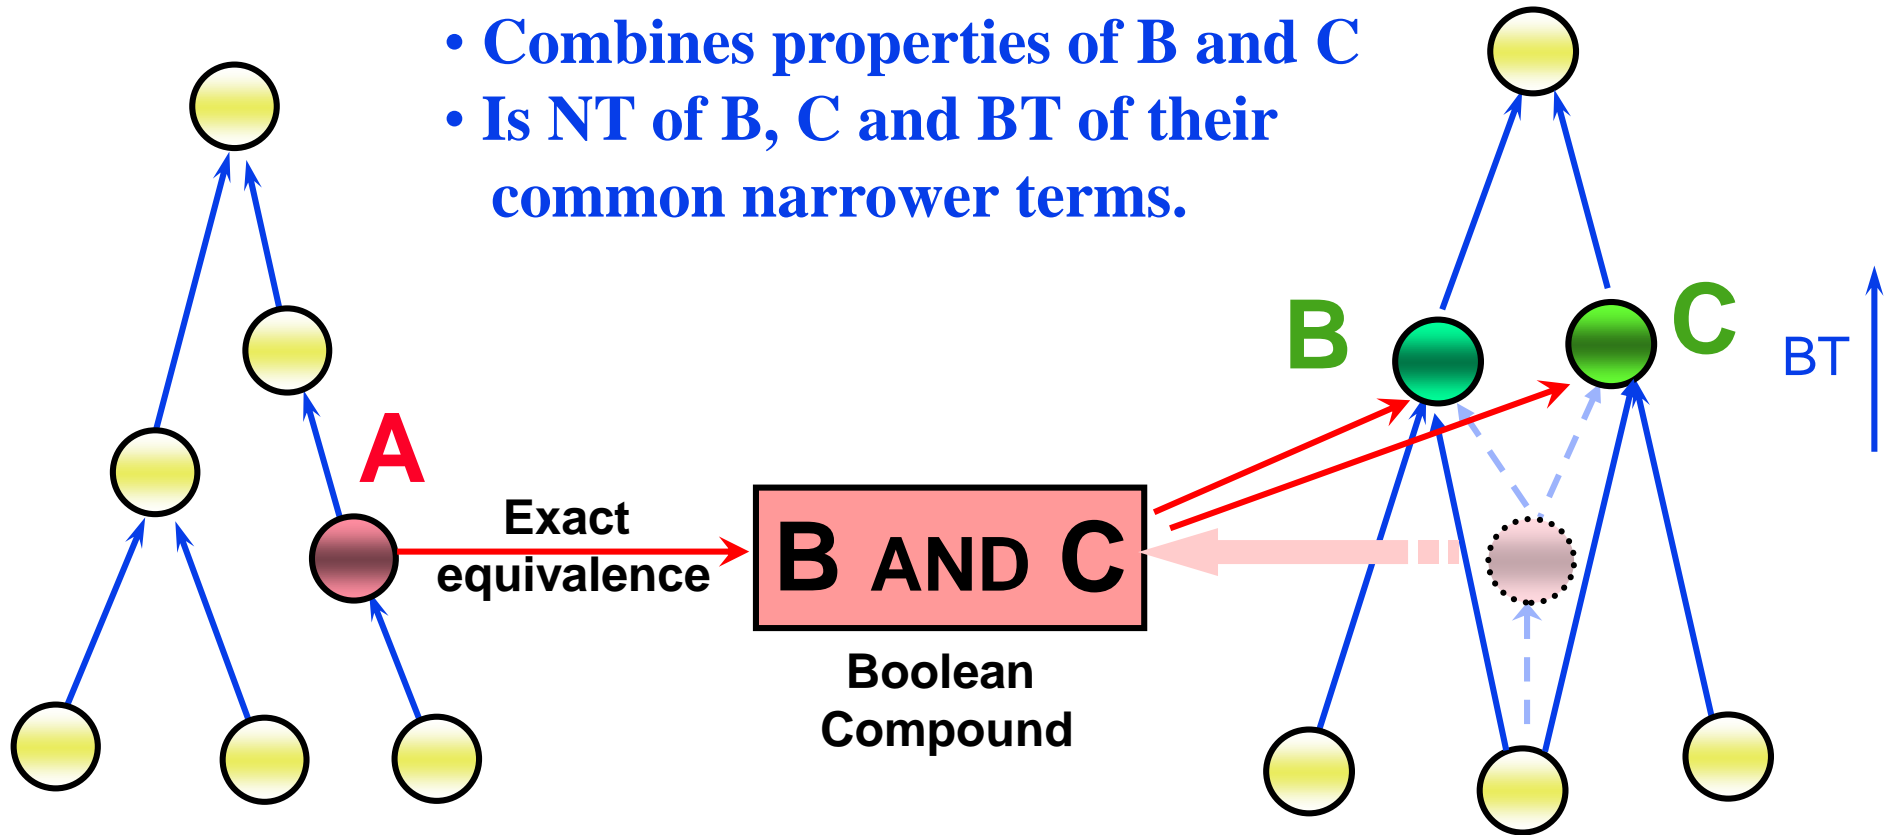 • Combines properties of B and C
• Is NT of B, C and BT of their
common narrower terms.
B
C
BT
A
Exact
equivalence
B AND C
Boolean
Compound